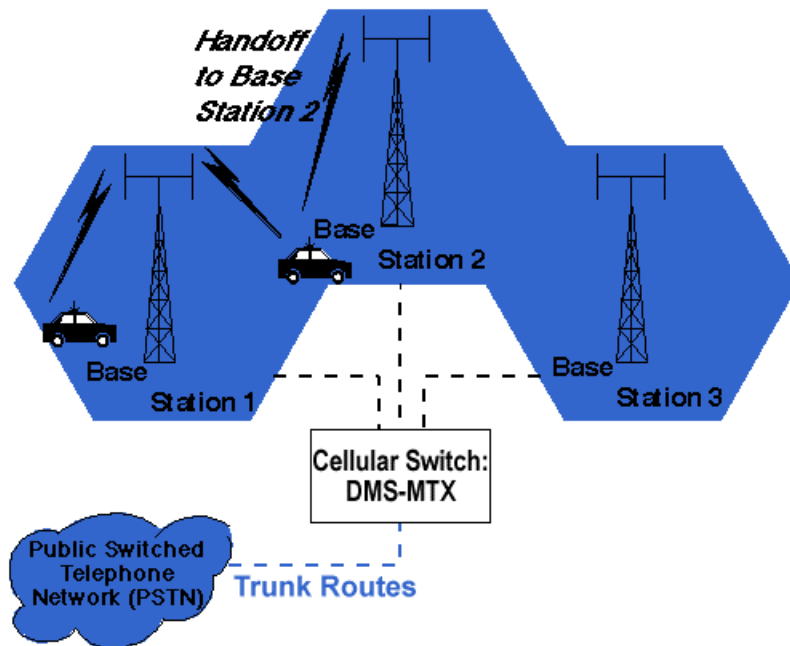 Handoff
to Base
Station 2
Base
Station 2
Base
Station 1
Base
Station 3
Cellular Switch:
DMS-MTX
Public Switched
Telephone
Network (PSTN)
Trunk Routes